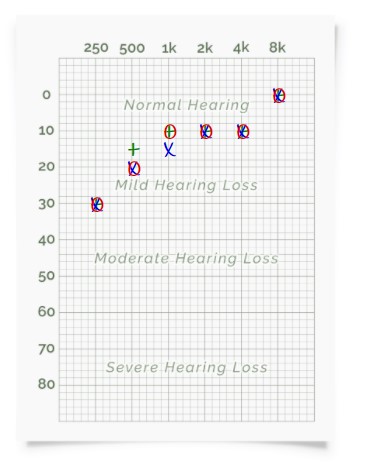 250 500 1k 2k 4k 8k
0
Normal Hearing
10
20
Mild Hearing Loss
30
40
Moderate Hearing Loss
50
60
70
Severe Hearing Loss
80